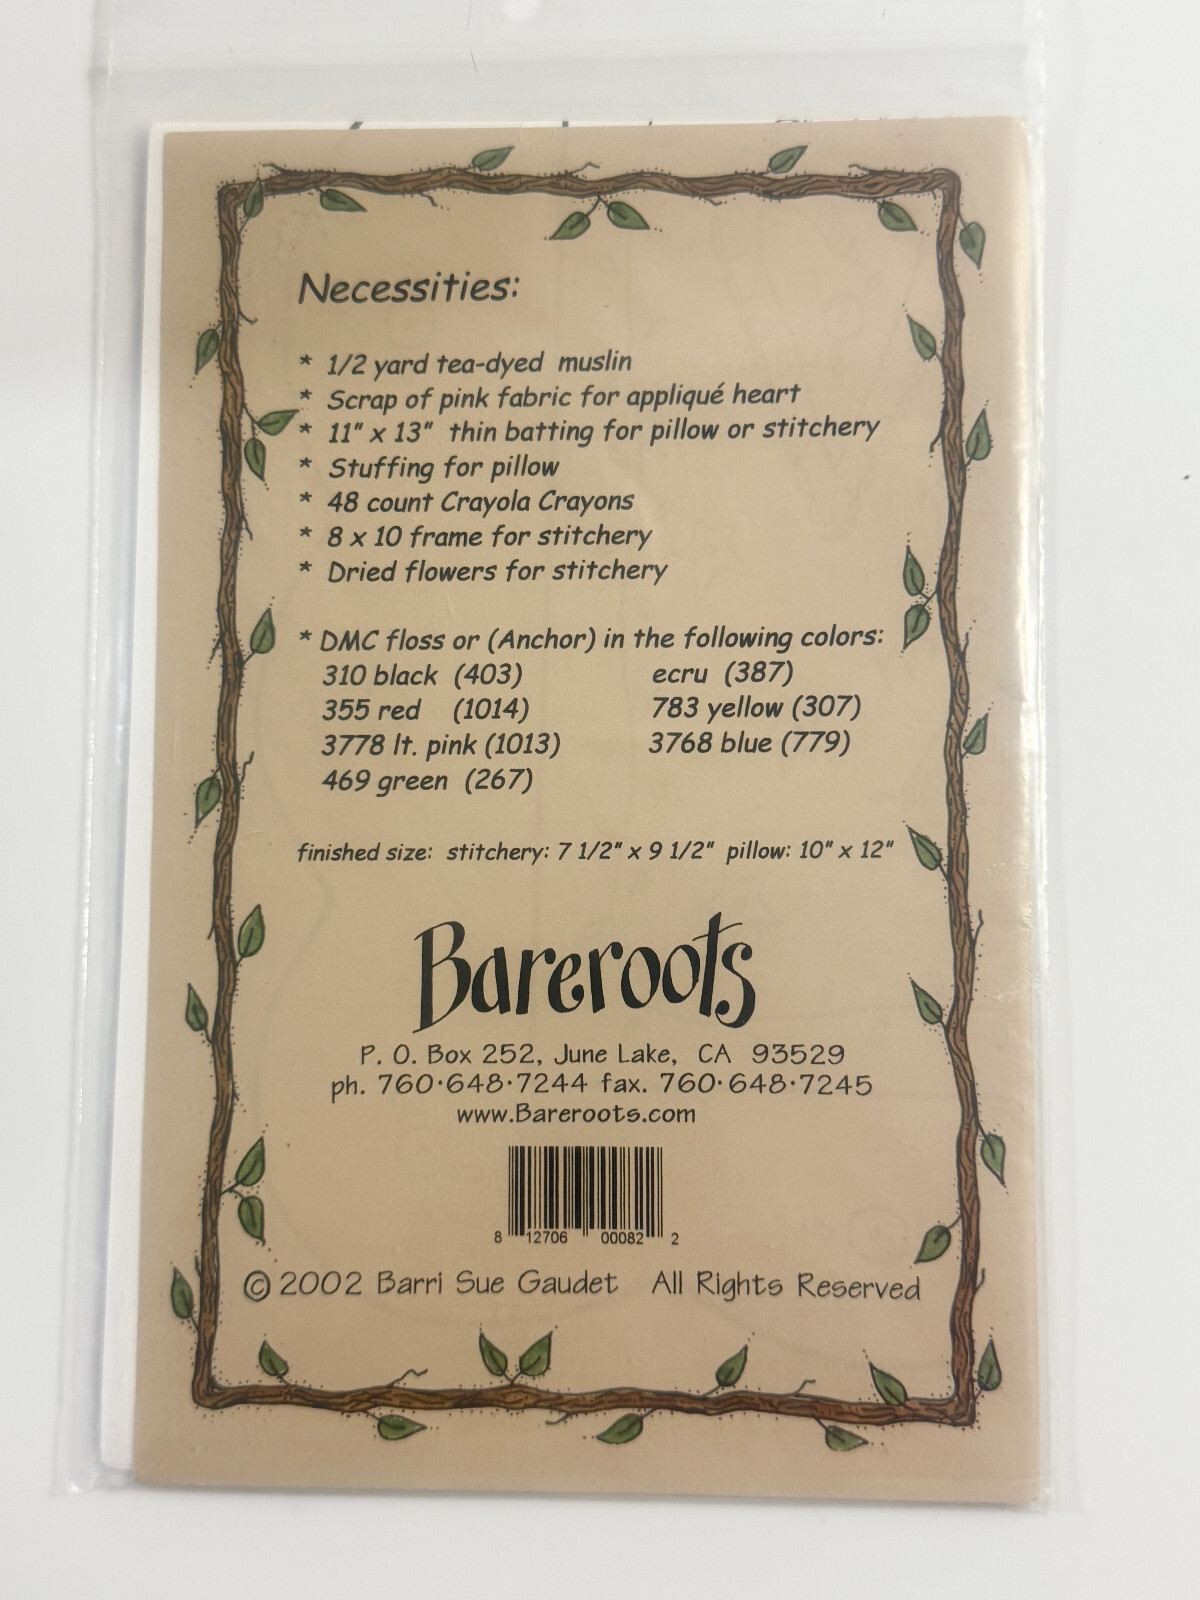 Necessities:
* 1/2 yard tea-dyed muslin
* Scrap of pink fabric for appliqué heart
* 11" x 13" thin batting for pillow or stitchery
* Stuffing for pillow
* 48 count Crayola Crayons
* 8 x 10 frame for stitchery
* Dried flowers for stitchery
* DMC floss or (Anchor) in the following colors:
310 black (403) ecru (387)
355 red (1014) 783 yellow (307)
3778 lt. pink (1013) 3768 blue (779)
469 green (267)
finished size: stitchery: 7 1/2" x 9 1/2" pillow: 10" x 12"
Bareroots
P. O. Box 252, June Lake, CA 93529
ph. 760·648·7244 fax. 760·648·7245
www.Bareroots.com
8 12706 00082 2
© 2002 Barri Sue Gaudet All Rights Reserved